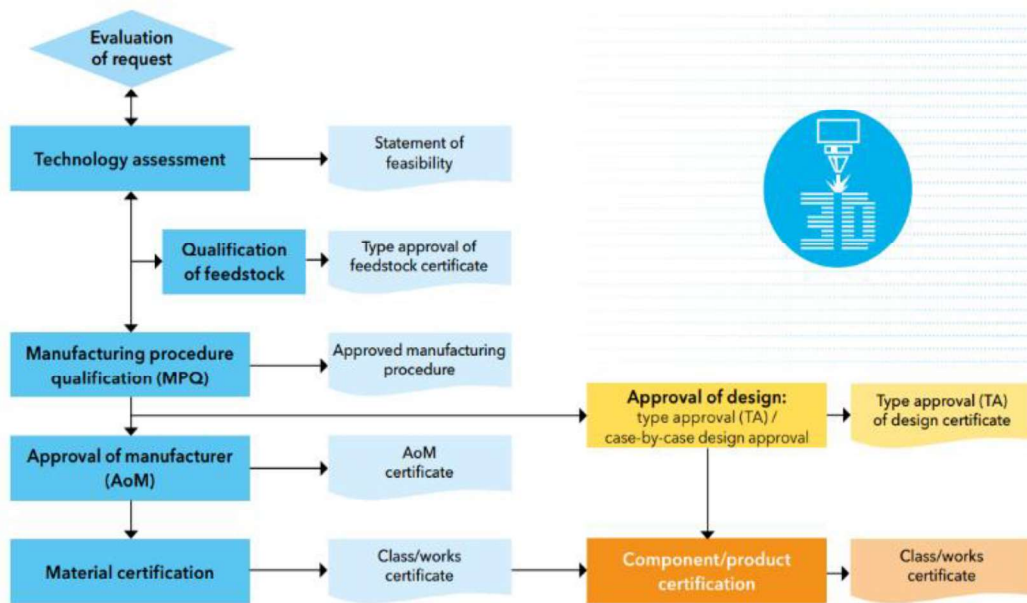 Evaluation
of request
Technology assessment
Statement of
feasibility
Qualification
of feedstock
Type approval of
feedstock certificate
Manufacturing procedure
qualification (MPQ)
Approved manufacturing
procedure
Approval of design:
type approval (TA) /
case-by-case design approval
Type approval (TA)
of design certificate
Approval of manufacturer
(AoM)
AoM
certificate
Material certification
Class/works
certificate
Component/product
certification
Class/works
certificate
3D